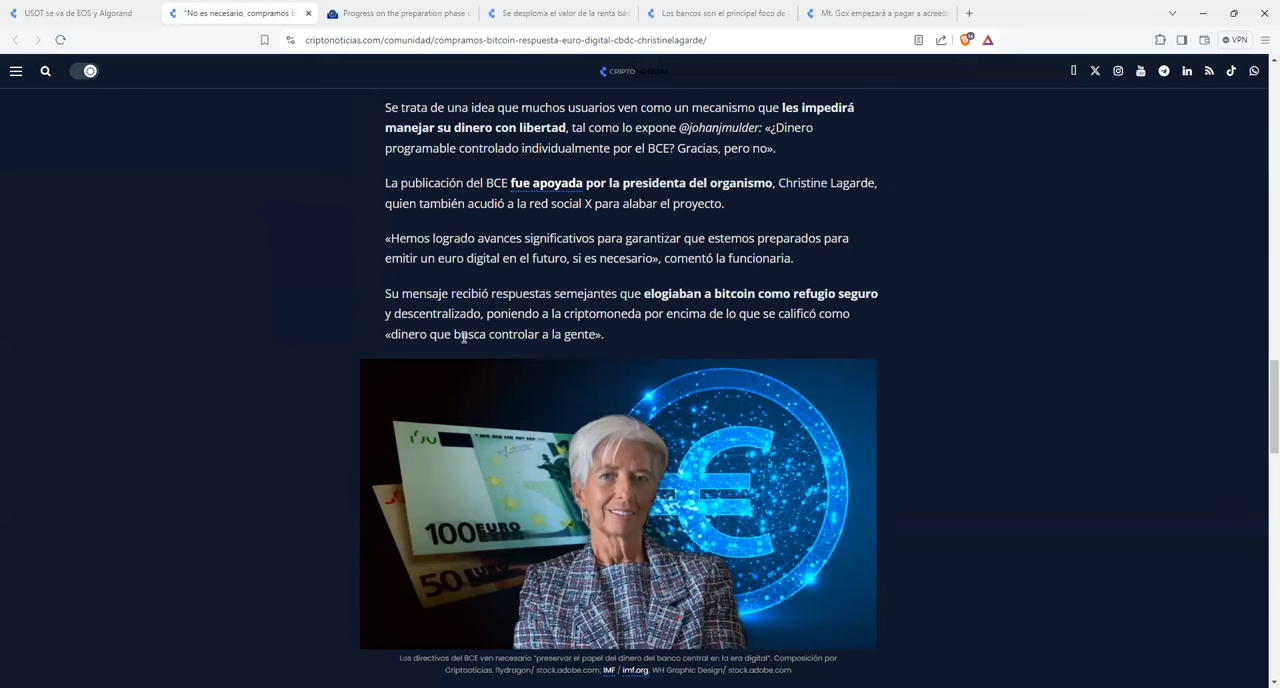 USDT se va de EOS y Algorand
"No es necesario, compramos b
Progress on the preparation phase o
Se desploma el valor de la renta bás
Los bancos son el principal foco de
Mt. Gox empezará a pagar a acreedo
criptonoticias.com/comunidad/compramos-bitcoin-respuesta-euro-digital-cbdc-christinelagarde/
VPN
CRIPTONOTICIAS
Se trata de una idea que muchos usuarios ven como un mecanismo que les impedirá
manejar su dinero con libertad, tal como lo expone @johanjmulder: «¿Dinero
programable controlado individualmente por el BCE? Gracias, pero no».
La publicación del BCE fue apoyada por la presidenta del organismo, Christine Lagarde,
quien también acudió a la red social X para alabar el proyecto.
«Hemos logrado avances significativos para garantizar que estemos preparados para
emitir un euro digital en el futuro, si es necesario», comentó la funcionaria.
Su mensaje recibió respuestas semejantes que elogiaban a bitcoin como refugio seguro
y descentralizado, poniendo a la criptomoneda por encima de lo que se calificó como
«dinero que busca controlar a la gente».
100 EURO
50 EURO
Los directivos del BCE ven necesario "preservar el papel del dinero del banco central en la era digital". Composición por
Criptooticias. flydragon/ stock.adobe.com; IMF / imf.org; WH Graphic Design/ stock.adobe.com